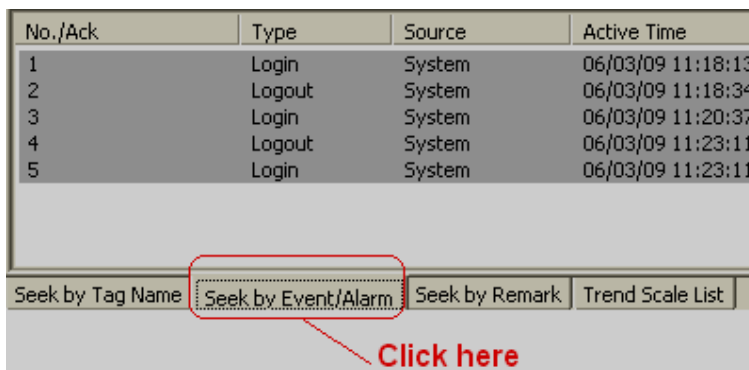 No./Ack Type Source Active Time
1 Login System 06/03/09 11:18:13
2 Logout System 06/03/09 11:18:34
3 Login System 06/03/09 11:20:37
4 Logout System 06/03/09 11:23:11
5 Login System 06/03/09 11:23:11
Seek by Tag Name Seek by Event/Alarm Seek by Remark Trend Scale List
Click here